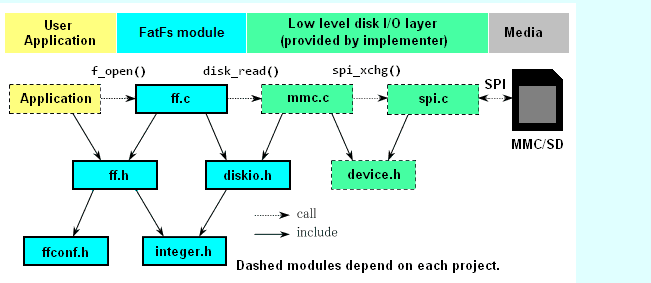 User
Application
FatFs module
Low level disk I/O layer
(provided by implementer)
Media
f_open()
disk_read()
spi_xchg()
Application
ff.c
mmc.c
spi.c
SPI
MMC/SD
ff.h
diskio.h
device.h
call
include
ffconf.h
integer.h
Dashed modules depend on each project.